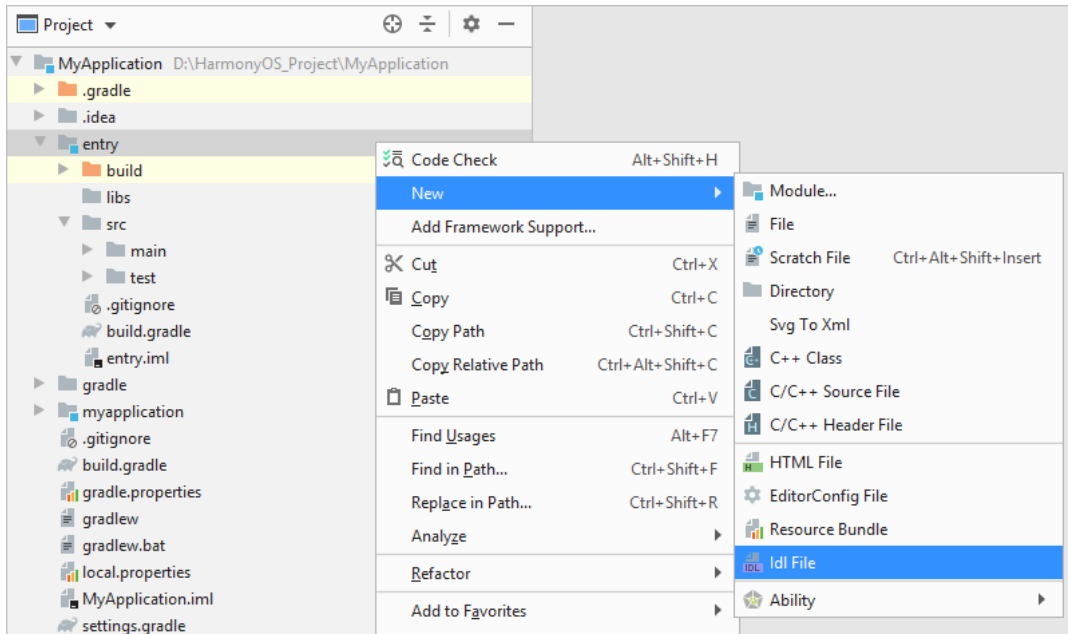 Project
MyApplication D:\HarmonyOS_Project\MyApplication
.gradle
.idea
entry
build
libs
src
main
test
.gitignore
build.gradle
entry.iml
gradle
myapplication
.gitignore
build.gradle
gradle.properties
gradlew
gradlew.bat
local.properties
MyApplication.iml
settings.gradle
Code Check Alt+Shift+H
New
Add Framework Support...
Cut Ctrl+X
Copy Ctrl+C
Copy Path Ctrl+Shift+C
Copy Relative Path Ctrl+Alt+Shift+C
Paste Ctrl+V
Find Usages Alt+F7
Find in Path... Ctrl+Shift+F
Replace in Path... Ctrl+Shift+R
Analyze
Refactor
Add to Favorites
Module...
File
Scratch File Ctrl+Alt+Shift+Insert
Directory
Svg To Xml
C++ Class
C/C++ Source File
C/C++ Header File
HTML File
EditorConfig File
Resource Bundle
Idl File
Ability